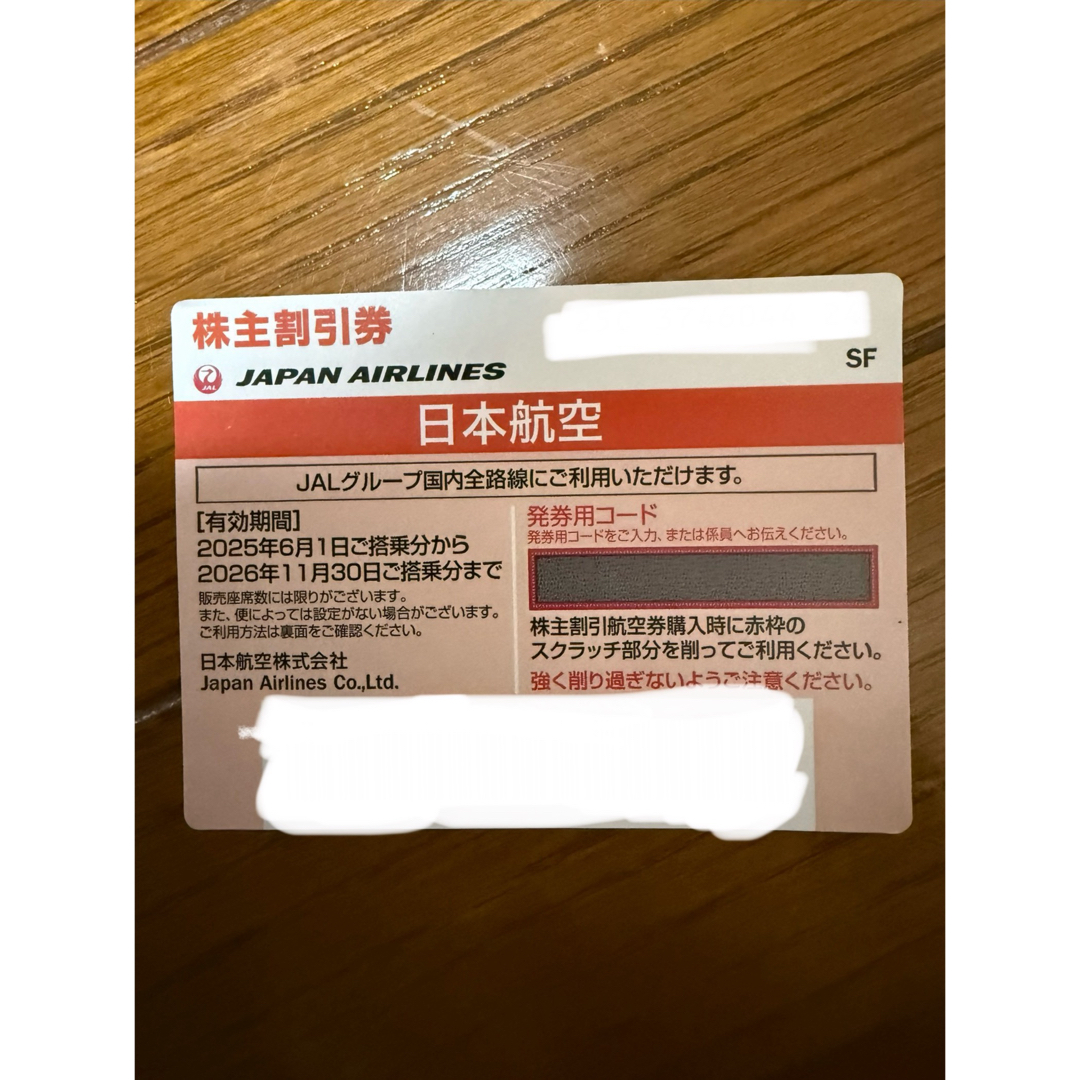 株主割引券
JAL JAPAN AIRLINES
SF
日本航空
JALグループ国内全路線にご利用いただけます。
[有効期間]
2025年6月1日ご搭乗分から
2026年11月30日ご搭乗分まで
販売座席数には限りがございます。
また、便によっては設定がない場合がございます。
ご利用方法は裏面をご確認ください。
日本航空株式会社
Japan Airlines Co.,Ltd.
発券用コード
発券用コードをご入力、または係員へお伝えください。
株主割引航空券購入時に赤枠の
スクラッチ部分を削ってご利用ください。
強く削り過ぎないようご注意ください。